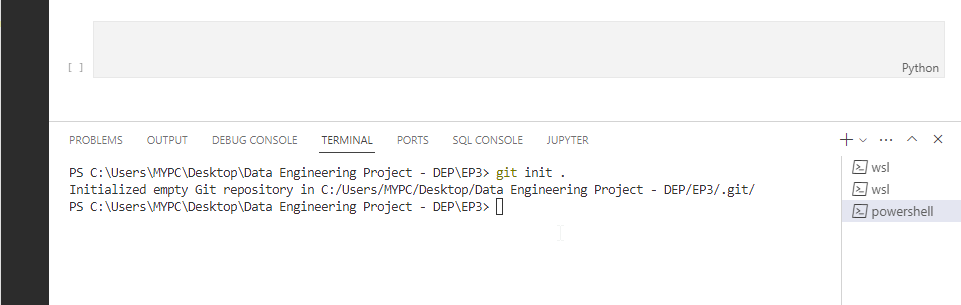 [ ]
Python
PROBLEMS OUTPUT DEBUG CONSOLE TERMINAL PORTS SQL CONSOLE JUPYTER
PS C:\Users\MYPC\Desktop\Data Engineering Project - DEP\EP3> git init .
Initialized empty Git repository in C:/Users/MYPC/Desktop/Data Engineering Project - DEP/EP3/.git/
PS C:\Users\MYPC\Desktop\Data Engineering Project - DEP\EP3>
wsl
wsl
powershell